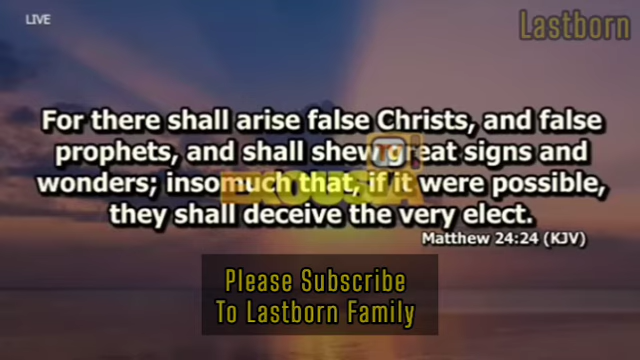 LIVE
Lastborn
For there shall arise false Christs, and false
prophets, and shall shew great signs and
wonders; insomuch that, if it were possible,
they shall deceive the very elect.
Matthew 24:24 (KJV)
Please Subscribe
To Lastborn Family